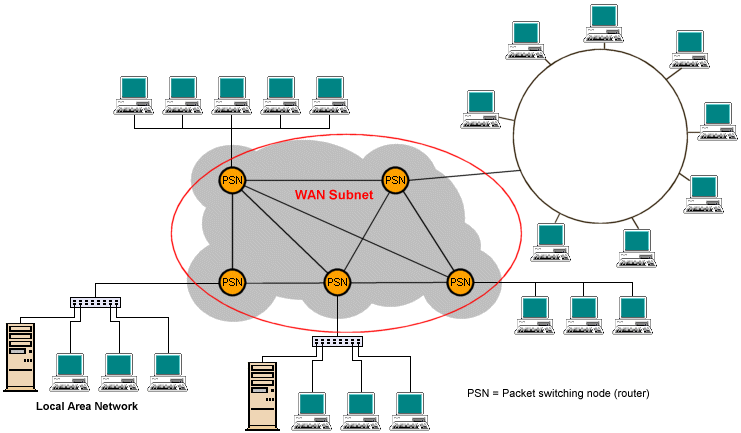 PSN
PSN
WAN Subnet
PSN
PSN
PSN
Local Area Network
PSN = Packet switching node (router)